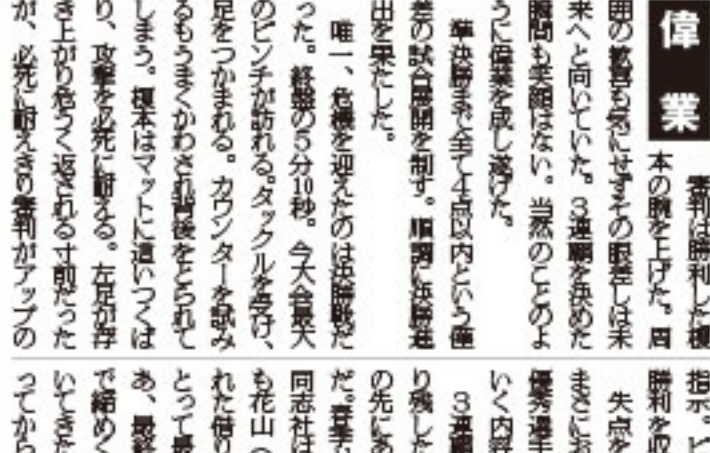 偉業
審判は勝利した榎
本の腕を上げた。周
囲の歓喜も気にせずその眼差しは未
来へと向いていた。3連覇を決めた
瞬間も笑顔はない。当然のことのよ
うに偉業を成し遂げた。
準決勝まで全て4点以内という僅
差の試合展開を制す。順調に決勝進
出を果たした。
唯一、危機を迎えたのは決勝戦だ
った。終盤の5分10秒。今大会最大
のピンチが訪れる。タックルを受け、
足をつかまれる。カウンターを試み
るもうまくかわされ背後をとられて
しまう。榎本はマットに這いつくば
り、攻撃を必死に耐える。左足が浮
き上がり危うく返される寸前だった
が、必死に耐えきり審判がアップの
指示。ピ
勝利を収
失点を
まさにお
優秀選手
いく内容
3連覇
り残した
の先にあ
だ。春季
同志社は
も花山（
れた借り
とって最
あ、最終
で締めく
いてきた
ってから